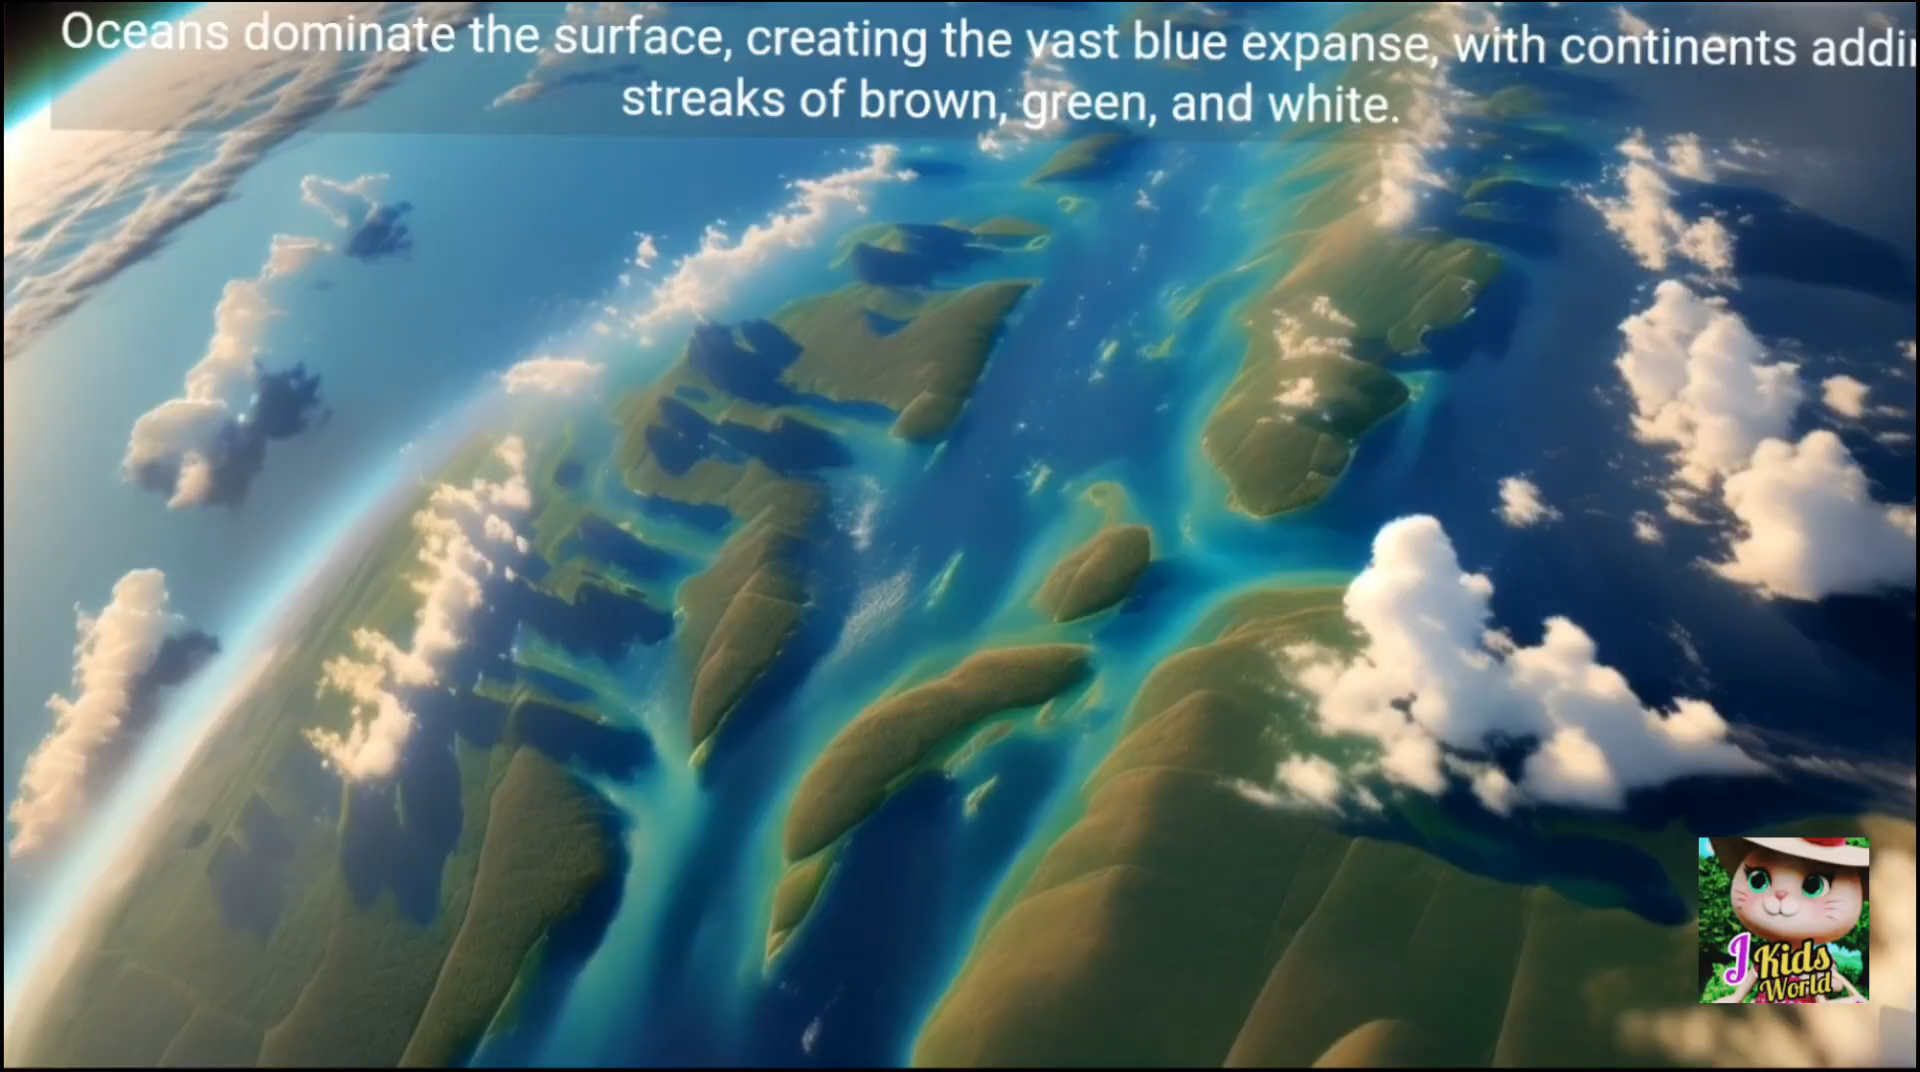 Oceans dominate the surface, creating the vast blue expanse, with continents
streaks of brown, green, and white.
J Kids
World